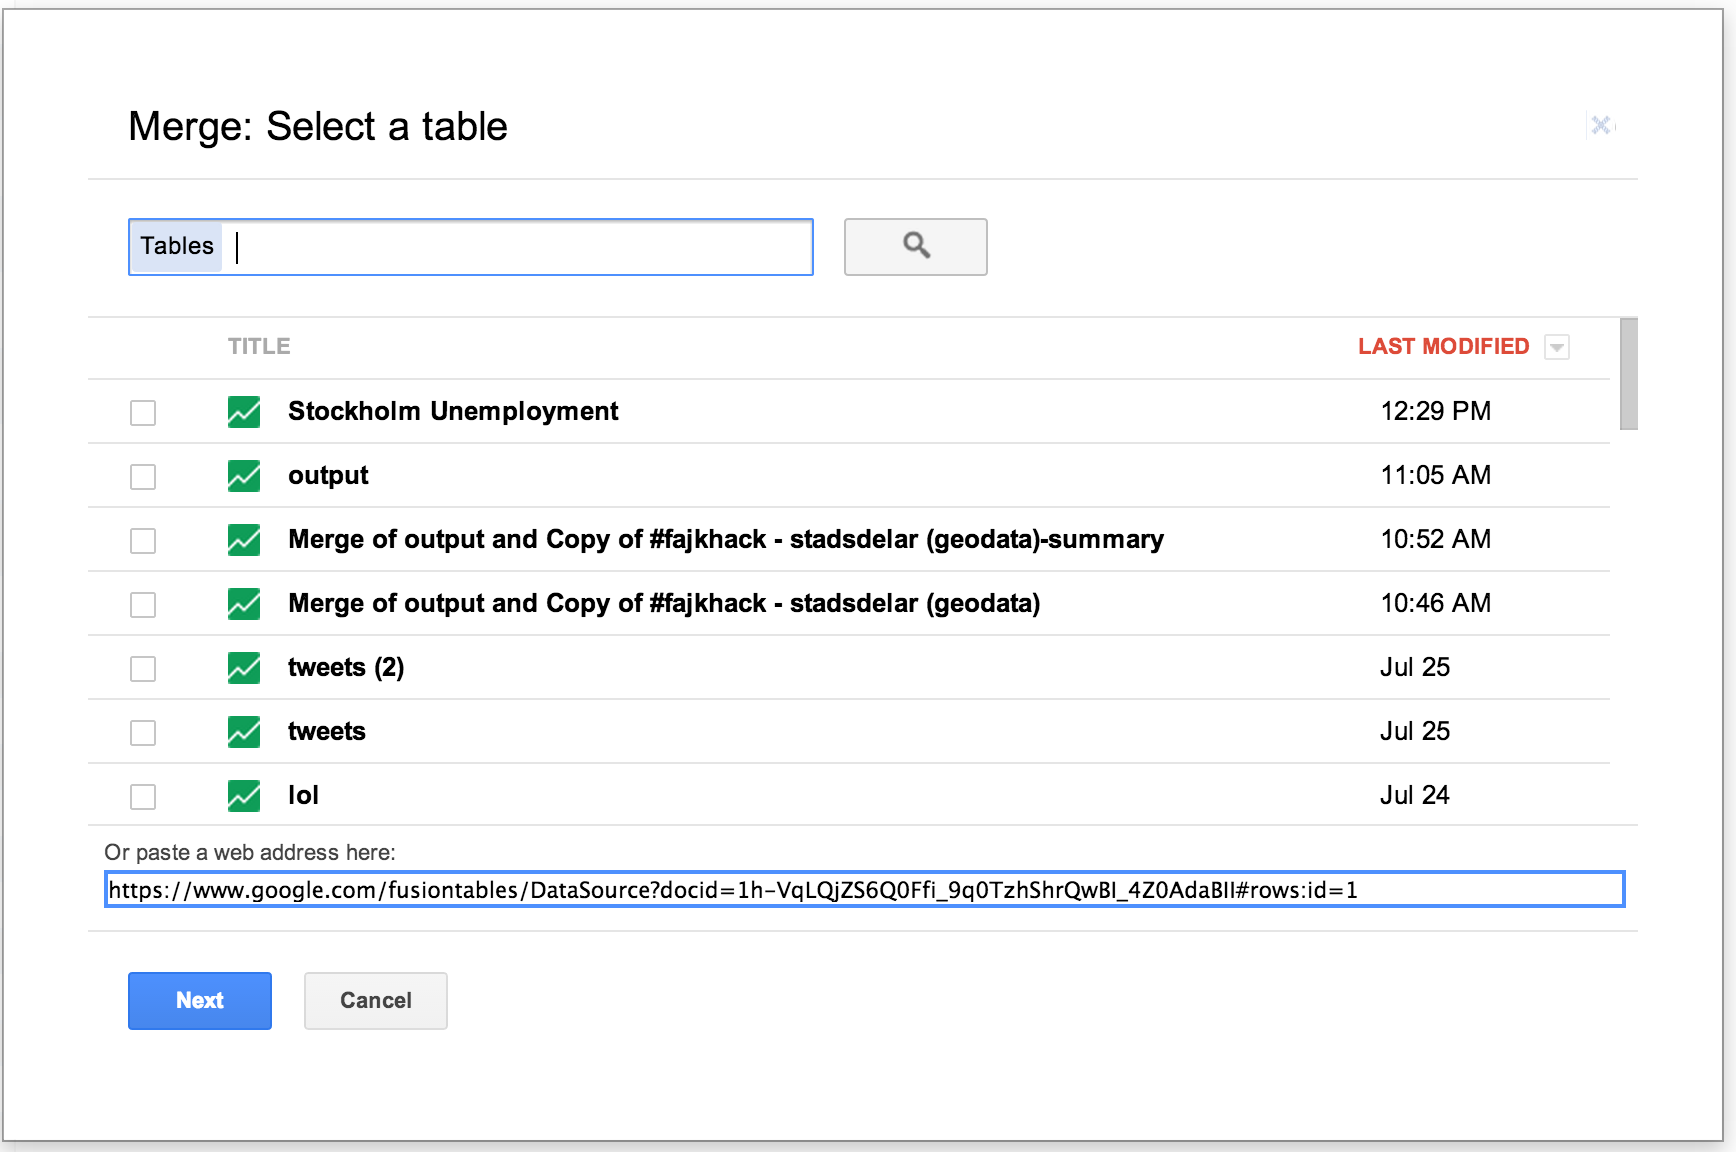 Merge: Select a table
Tables
TITLE LAST MODIFIED
Stockholm Unemployment 12:29 PM
output 11:05 AM
Merge of output and Copy of #fajkhack - stadsdelar (geodata)-summary 10:52 AM
Merge of output and Copy of #fajkhack - stadsdelar (geodata) 10:46 AM
tweets (2) Jul 25
tweets Jul 25
lol Jul 24
Or paste a web address here:
https://www.google.com/fusiontables/DataSource?docid=1h-VqLQjZS6Q0Ffi_9q0TzhShrQwBI_4Z0AdaBII#rows:id=1
Next Cancel